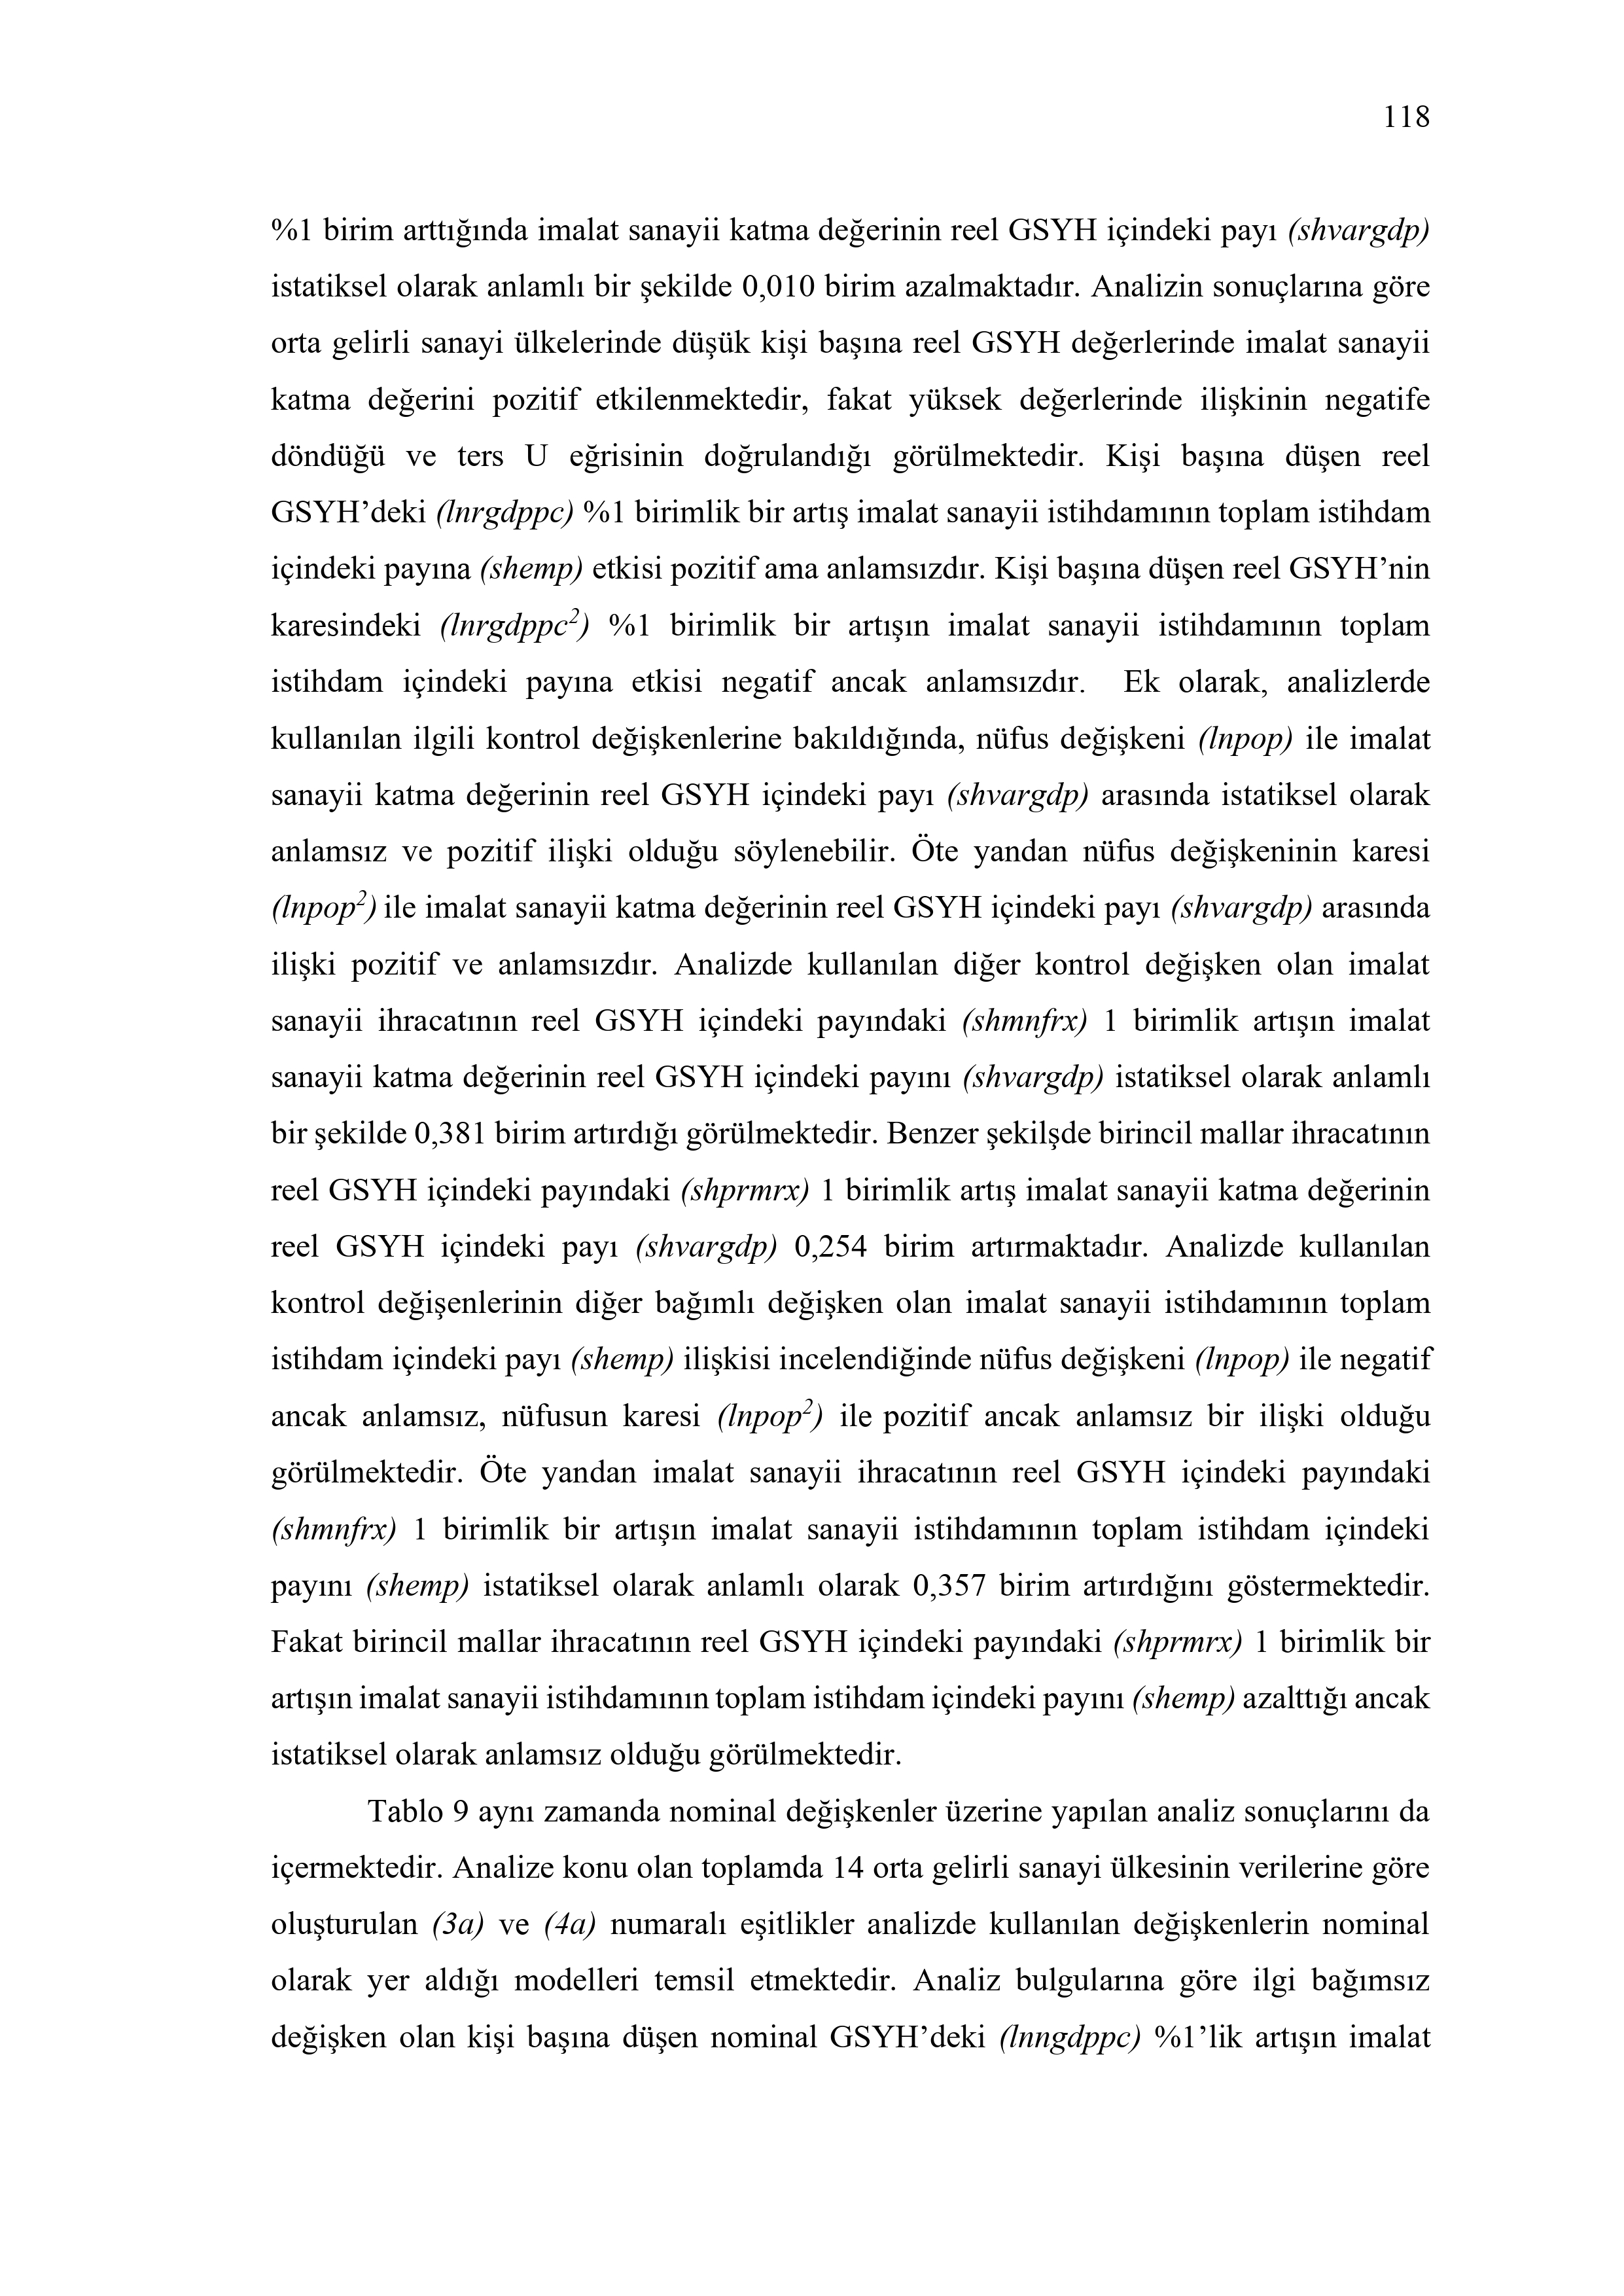 118
%1 birim arttığında imalat sanayii katma değerinin reel GSYH içindeki payı (shvargdp)
istatiksel olarak anlamlı bir şekilde 0,010 birim azalmaktadır. Analizin sonuçlarına göre
orta gelirli sanayi ülkelerinde düşük kişi başına reel GSYH değerlerinde imalat sanayii
katma değerini pozitif etkilenmektedir, fakat yüksek değerlerinde ilişkinin negatife
döndüğü ve ters U eğrisinin doğrulandığı görülmektedir. Kişi başına düşen reel
GSYH’deki (lnrgdppc) %1 birimlik bir artış imalat sanayii istihdamının toplam istihdam
içindeki payına (shemp) etkisi pozitif ama anlamsızdır. Kişi başına düşen reel GSYH’nin
karesindeki (lnrgdppc²) %1 birimlik bir artışın imalat sanayii istihdamının toplam
istihdam içindeki payına etkisi negatif ancak anlamsızdır. Ek olarak, analizlerde
kullanılan ilgili kontrol değişkenlerine bakıldığında, nüfus değişkeni (lnpop) ile imalat
sanayii katma değerinin reel GSYH içindeki payı (shvargdp) arasında istatiksel olarak
anlamsız ve pozitif ilişki olduğu söylenebilir. Öte yandan nüfus değişkeninin karesi
(lnpop²) ile imalat sanayii katma değerinin reel GSYH içindeki payı (shvargdp) arasında
ilişki pozitif ve anlamsızdır. Analizde kullanılan diğer kontrol değişken olan imalat
sanayii ihracatının reel GSYH içindeki payındaki (shmnfrx) 1 birimlik artışın imalat
sanayii katma değerinin reel GSYH içindeki payını (shvargdp) istatiksel olarak anlamlı
bir şekilde 0,381 birim artırdığı görülmektedir. Benzer şekilşde birincil mallar ihracatının
reel GSYH içindeki payındaki (shprmrx) 1 birimlik artış imalat sanayii katma değerinin
reel GSYH içindeki payı (shvargdp) 0,254 birim artırmaktadır. Analizde kullanılan
kontrol değişenlerinin diğer bağımlı değişken olan imalat sanayii istihdamının toplam
istihdam içindeki payı (shemp) ilişkisi incelendiğinde nüfus değişkeni (lnpop) ile negatif
ancak anlamsız, nüfusun karesi (lnpop²) ile pozitif ancak anlamsız bir ilişki olduğu
görülmektedir. Öte yandan imalat sanayii ihracatının reel GSYH içindeki payındaki
(shmnfrx) 1 birimlik bir artışın imalat sanayii istihdamının toplam istihdam içindeki
payını (shemp) istatiksel olarak anlamlı olarak 0,357 birim artırdığını göstermektedir.
Fakat birincil mallar ihracatının reel GSYH içindeki payındaki (shprmrx) 1 birimlik bir
artışın imalat sanayii istihdamının toplam istihdam içindeki payını (shemp) azalttığı ancak
istatiksel olarak anlamsız olduğu görülmektedir.
Tablo 9 aynı zamanda nominal değişkenler üzerine yapılan analiz sonuçlarını da
içermektedir. Analize konu olan toplamda 14 orta gelirli sanayi ülkesinin verilerine göre
oluşturulan (3a) ve (4a) numaralı eşitlikler analizde kullanılan değişkenlerin nominal
olarak yer aldığı modelleri temsil etmektedir. Analiz bulgularına göre ilgi bağımsız
değişken olan kişi başına düşen nominal GSYH’deki (lnngdppc) %1’lik artışın imalat